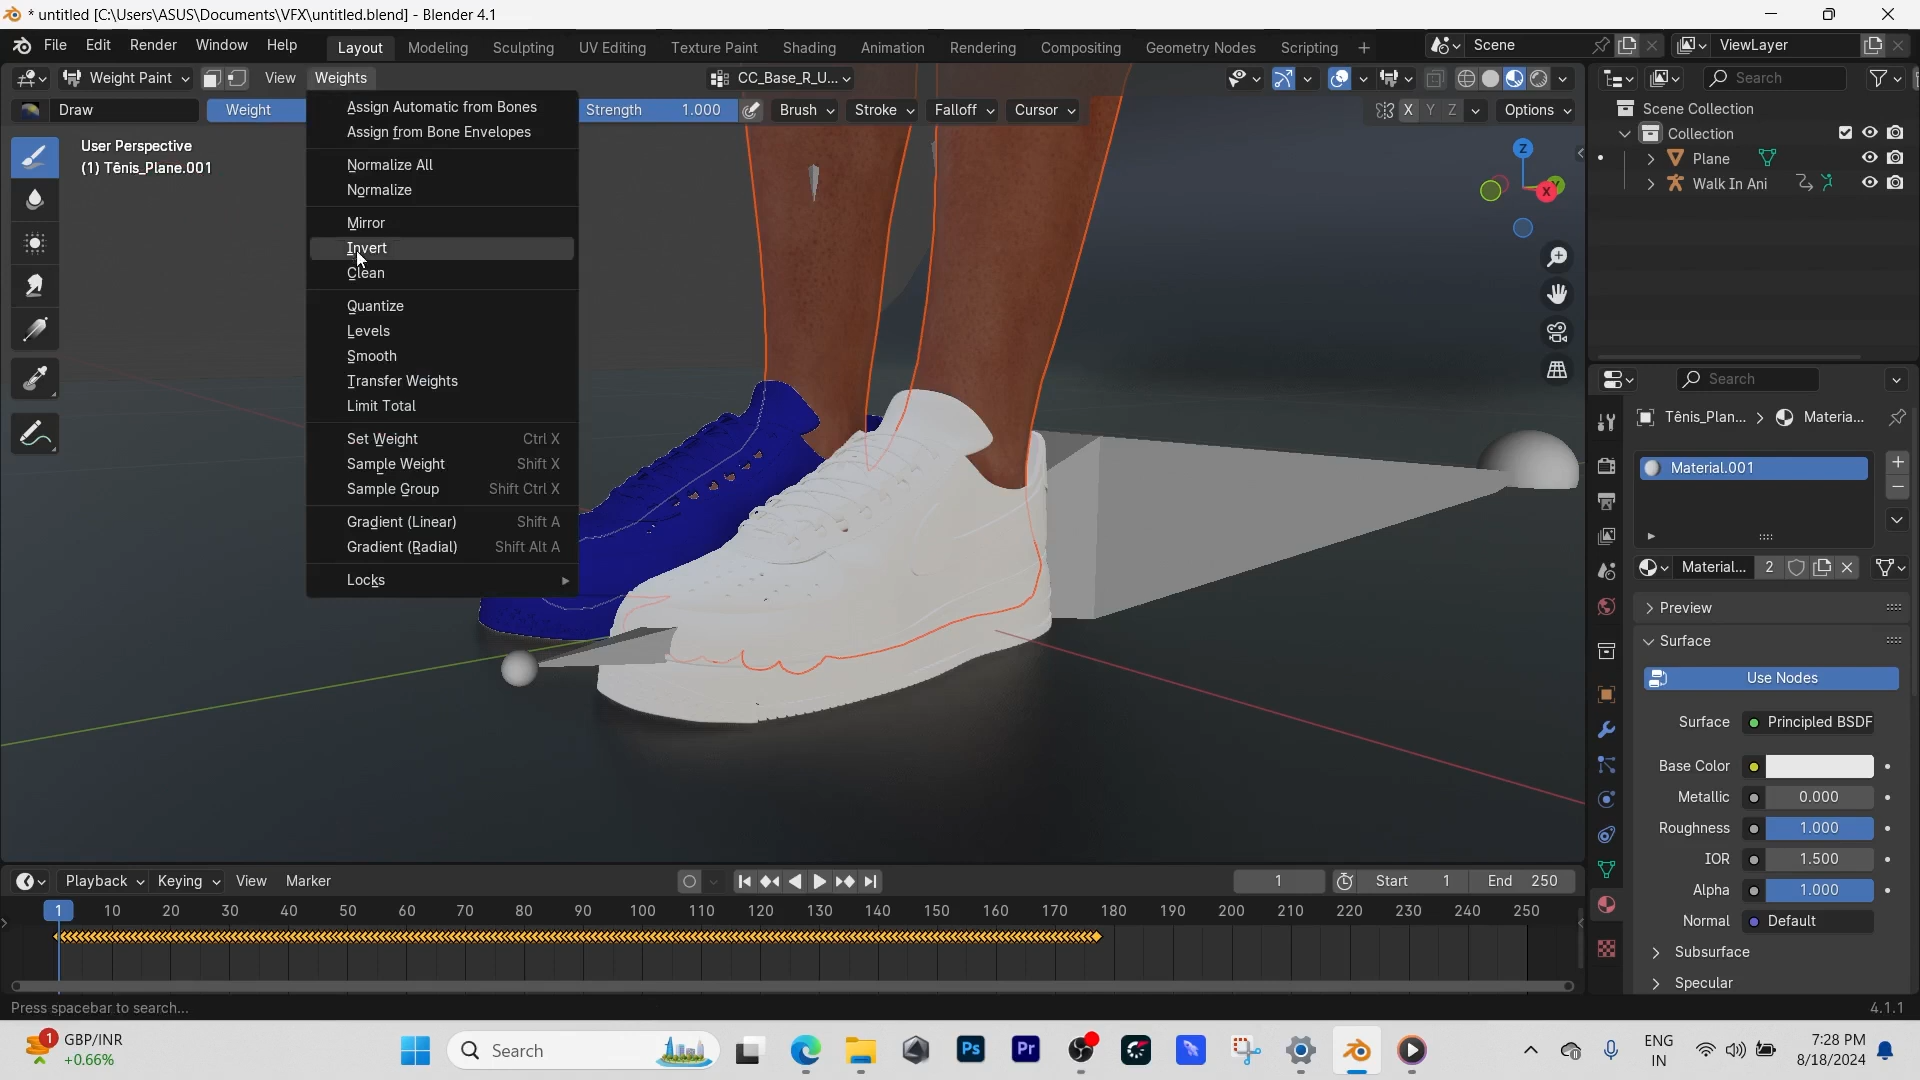 * untitled [C:\Users\ASUS\Documents\VFX\untitled.blend] - Blender 4.1
File Edit Render Window Help Layout Modeling Sculpting UV Editing Texture Paint Shading Animation Rendering Compositing Geometry Nodes Scripting + Scene ViewLayer
Weight Paint View Weights CC_Base_R_U... Search
Draw Weight Strength 1.000 Brush Stroke Falloff Cursor X Y Z Options
User Perspective
(1) Tênis_Plane.001
Assign Automatic from Bones
Assign from Bone Envelopes
Normalize All
Normalize
Mirror
Invert
Clean
Quantize
Levels
Smooth
Transfer Weights
Limit Total
Set Weight Ctrl X
Sample Weight Shift X
Sample Group Shift Ctrl X
Gradient (Linear) Shift A
Gradient (Radial) Shift Alt A
Locks
Z
X
Scene Collection
Collection
Plane
Walk In Ani
Search
Tênis_Plan... > Materia...
Material.001
Material... 2
Preview
Surface
Use Nodes
Surface Principled BSDF
Base Color
Metallic 0.000
Roughness 1.000
IOR 1.500
Alpha 1.000
Normal Default
Subsurface
Specular
Playback Keying View Marker 1 Start 1 End 250
1 10 20 30 40 50 60 70 80 90 100 110 120 130 140 150 160 170 180 190 200 210 220 230 240 250
Press spacebar to search... 4.1.1
1 GBP/INR
+0.66%
Search
Ps
Pr
ENG
IN
7:28 PM
8/18/2024